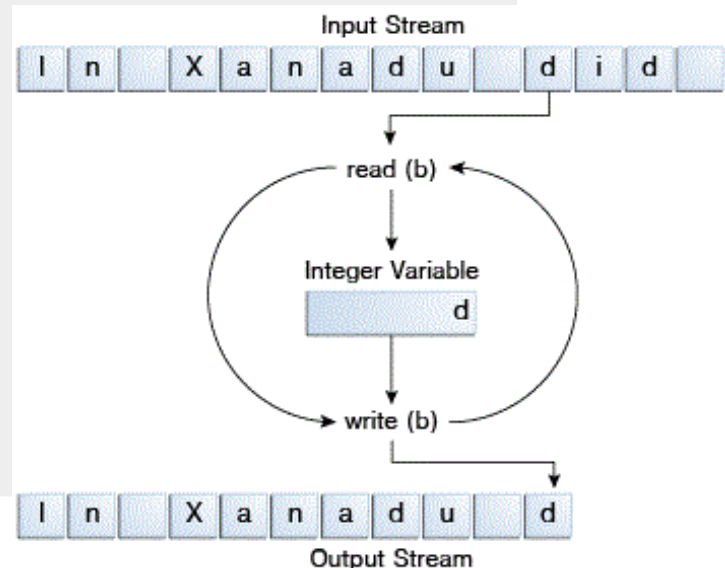 Input Stream
I n X a n a d u d i d
read (b)
Integer Variable
d
write (b)
I n X a n a d u d
Output Stream